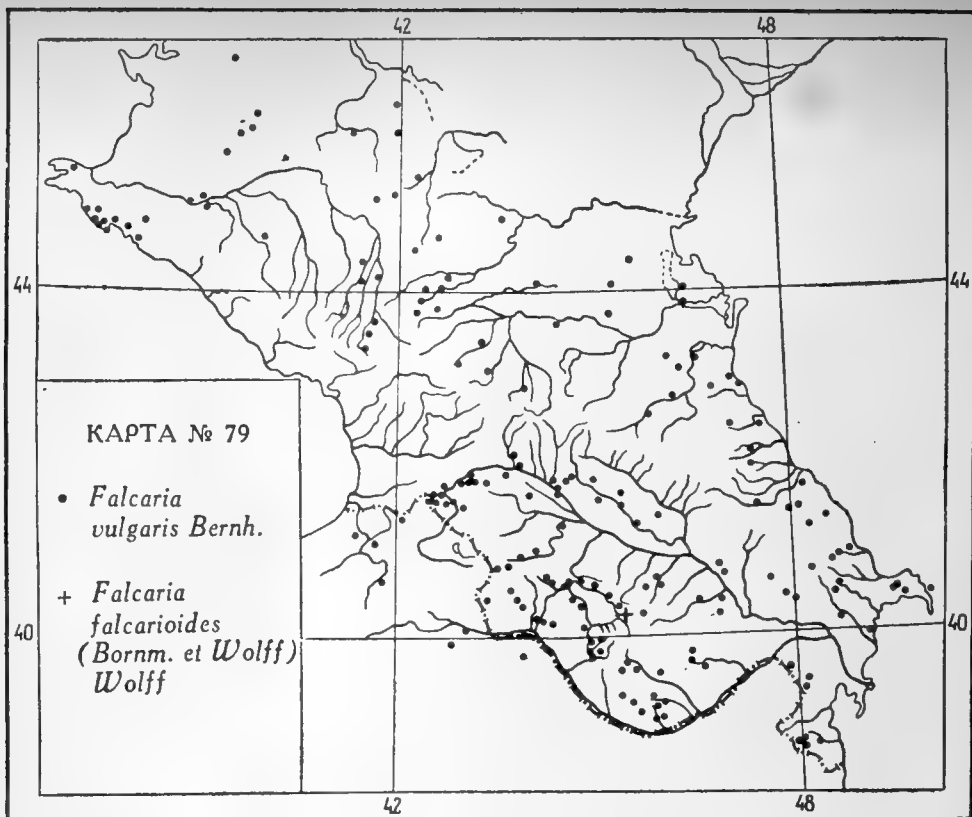 42 48
44 44
КАРТА № 79
• Falcaria
vulgaris Bernh.
+ Falcaria
falcarioides
(Bornm. et Wolff)
Wolff
40 40
42 48